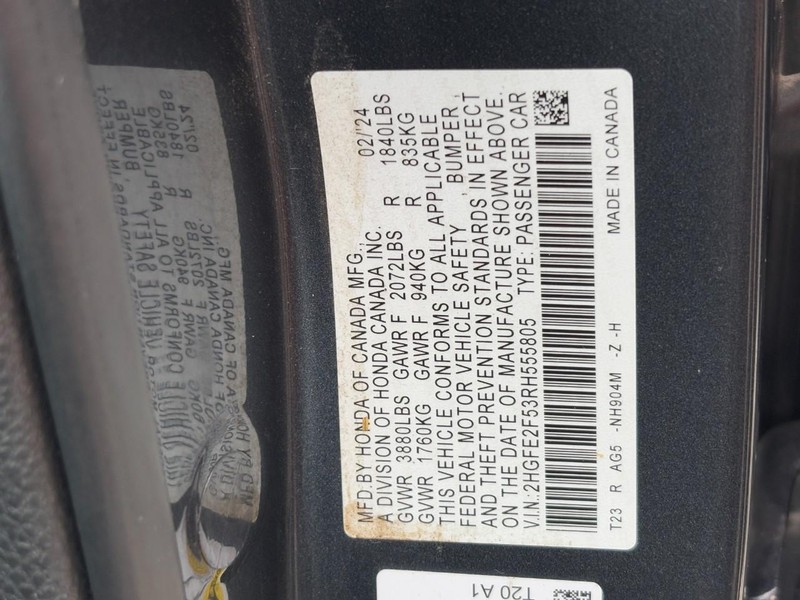 MFD.BY HONDA OF CANADA MFG., 02/'24
A DIVISION OF HONDA CANADA INC.
GVWR 3880LBS GAWR F 2072LBS R 1840LBS
GVWR 1760KG GAWR F 940KG R 835KG
THIS VEHICLE CONFORMS TO ALL APPLICABLE
FEDERAL MOTOR VEHICLE SAFETY, BUMPER,
AND THEFT PREVENTION STANDARDS IN EFFECT
ON THE DATE OF MANUFACTURE SHOWN ABOVE.
V.I.N.:2HGFE2F53RH555805 TYPE: PASSENGER CAR
T23 R AG5 -NH904M -Z -H MADE IN CANADA
T20 A1